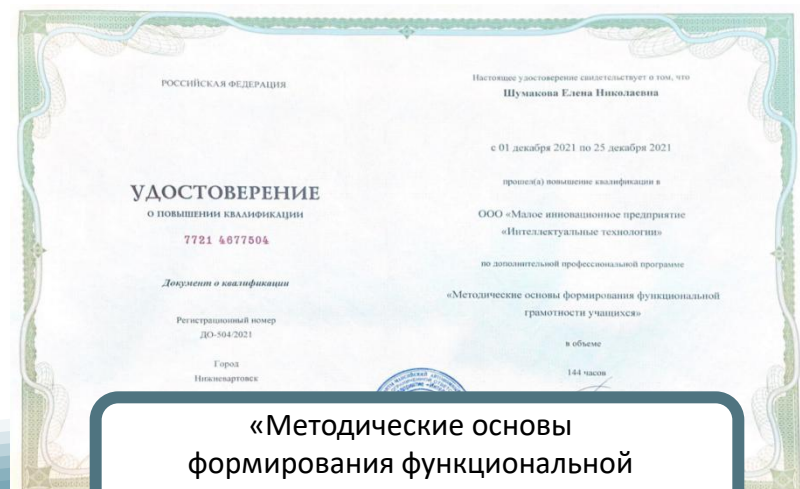 РОССИЙСКАЯ ФЕДЕРАЦИЯ
УДОСТОВЕРЕНИЕ
О ПОВЫШЕНИИ КВАЛИФИКАЦИИ
7721 4677504
Документ о квалификации
Регистрационный номер
ДО-504/2021
Город
Нижневартовск
Настоящее удостоверение свидетельствует о том, что
Шумакова Елена Николаевна
с 01 декабря 2021 по 25 декабря 2021
прошел(а) повышение квалификации в
ООО «Малое инновационное предприятие
«Интеллектуальные технологии»
по дополнительной профессиональной программе
«Методические основы формирования функциональной
грамотности учащихся»
в объеме
144 часов
«Методические основы
формирования функциональной